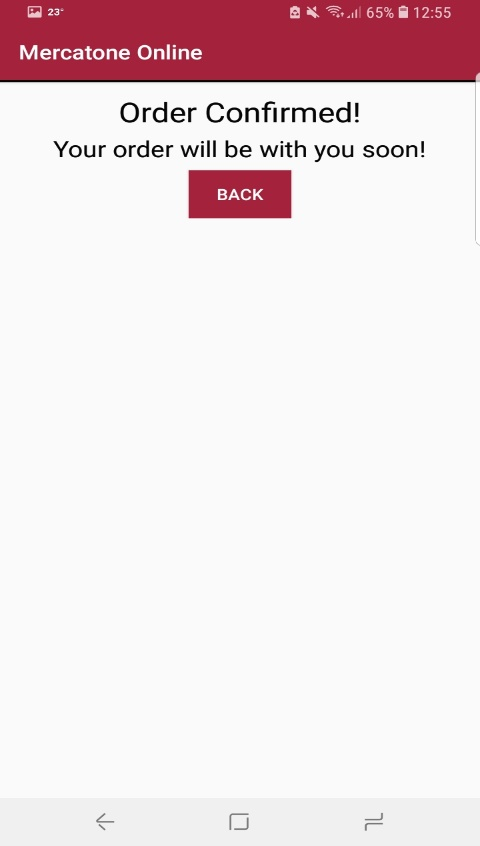 23° 65% 12:55
Mercatone Online
Order Confirmed!
Your order will be with you soon!
BACK